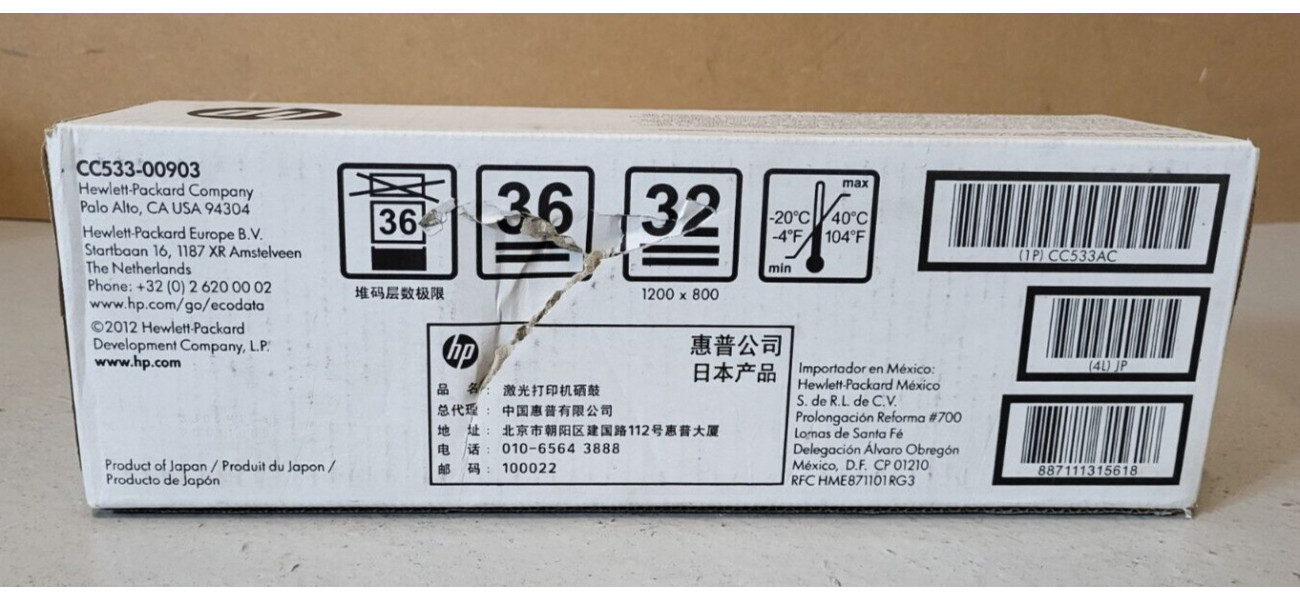 hp
CC533-00903
Hewlett-Packard Company
Palo Alto, CA USA 94304
Hewlett-Packard Europe B.V.
Startbaan 16, 1187 XR Amstelveen
The Netherlands
Phone: +32 (0) 2 620 00 02
www.hp.com/go/ecodata
©2012 Hewlett-Packard
Development Company, L.P.
www.hp.com
Product of Japan / Produit du Japon /
Producto de Japón
36
堆码层数极限
36
32
1200 x 800
max
-20°C 40°C
-4°F 104°F
min
hp
惠普公司
日本产品
品 名: 激光打印机硒鼓
总代理: 中国惠普有限公司
地 址: 北京市朝阳区建国路112号惠普大厦
电 话: 010-6564 3888
邮 码: 100022
Importador en México:
Hewlett-Packard México
S. de R.L. de C.V.
Prolongación Reforma #700
Lomas de Santa Fé
Delegación Álvaro Obregón
México, D.F. CP 01210
RFC HME871101RG3
(1P) CC533AC
(4L) JP
887111315618